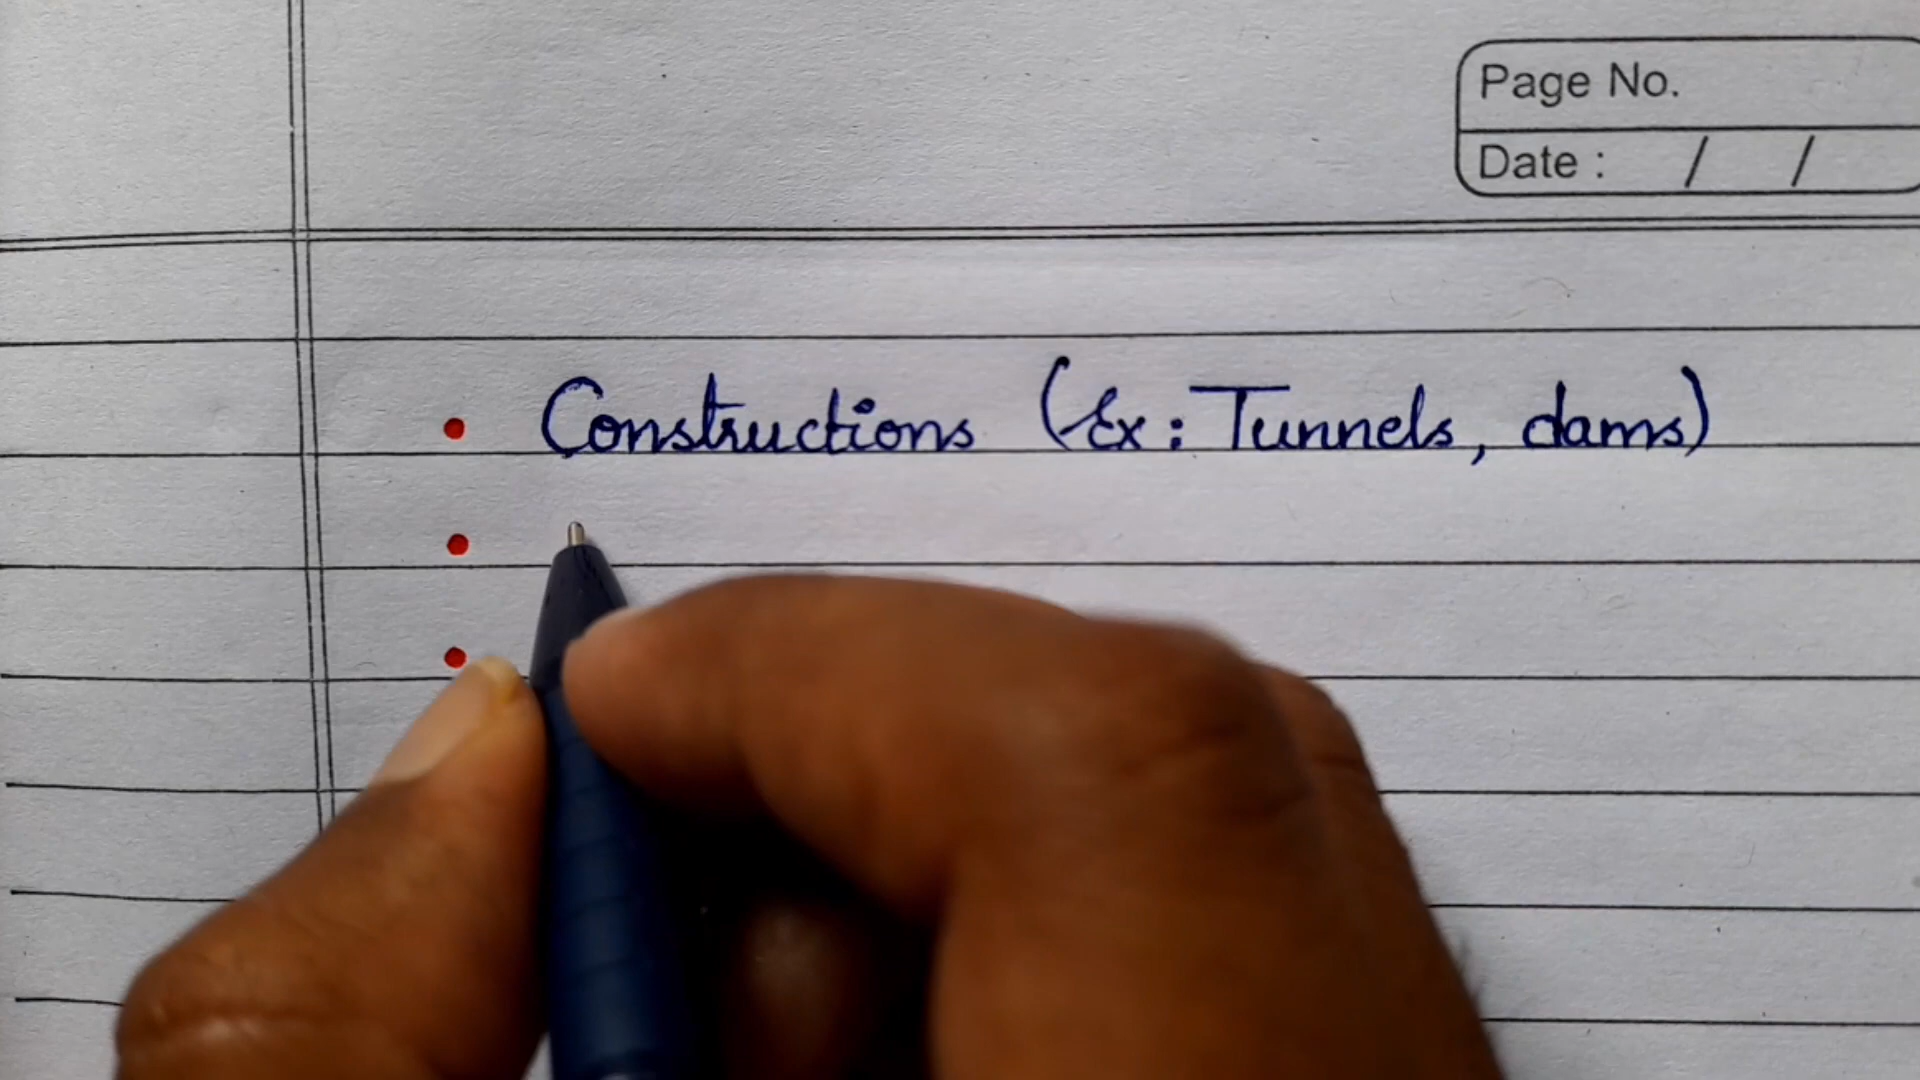 Page No.
Date : / /
• Constructions (Ex: Tunnels, dams)
•
•